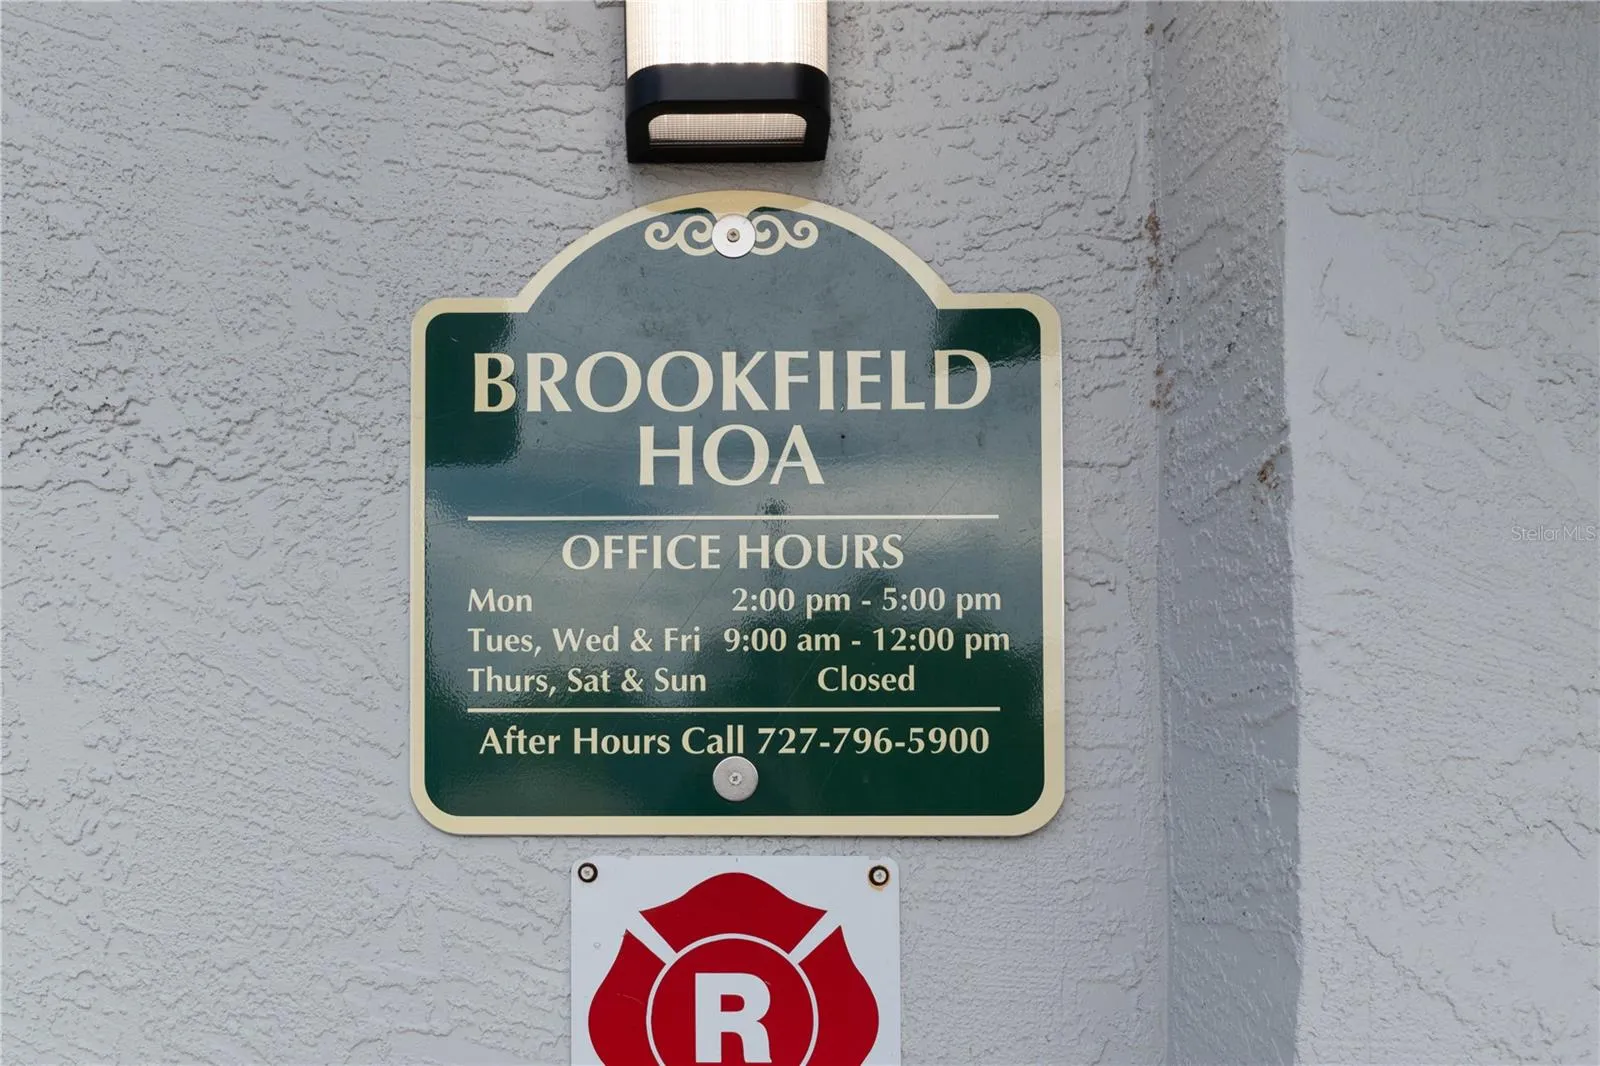 BROOKFIELD
HOA
OFFICE HOURS
Mon 2:00 pm - 5:00 pm
Tues, Wed & Fri 9:00 am - 12:00 pm
Thurs, Sat & Sun Closed
After Hours Call 727-796-5900
R
StellarMLS